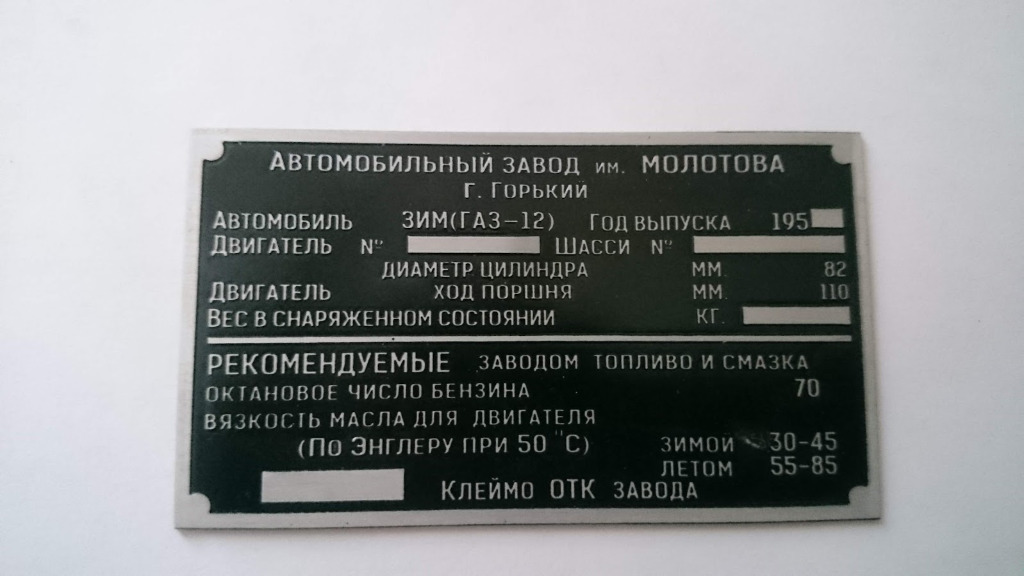 АВТОМОБИЛЬНЫЙ ЗАВОД ИМ. МОЛОТОВА
Г. ГОРЬКИЙ
АВТОМОБИЛЬ ЗИМ(ГАЗ-12) ГОД ВЫПУСКА 195
ДВИГАТЕЛЬ № ШАССИ №
ДИАМЕТР ЦИЛИНДРА ММ. 82
ДВИГАТЕЛЬ ХОД ПОРШНЯ ММ. 110
ВЕС В СНАРЯЖЕННОМ СОСТОЯНИИ КГ.
РЕКОМЕНДУЕМЫЕ ЗАВОДОМ ТОПЛИВО И СМАЗКА
ОКТАНОВОЕ ЧИСЛО БЕНЗИНА 70
ВЯЗКОСТЬ МАСЛА ДЛЯ ДВИГАТЕЛЯ
(ПО ЭНГЛЕРУ ПРИ 50 °С) ЗИМОЙ 30-45
ЛЕТОМ 55-85
КЛЕЙМО ОТК ЗАВОДА